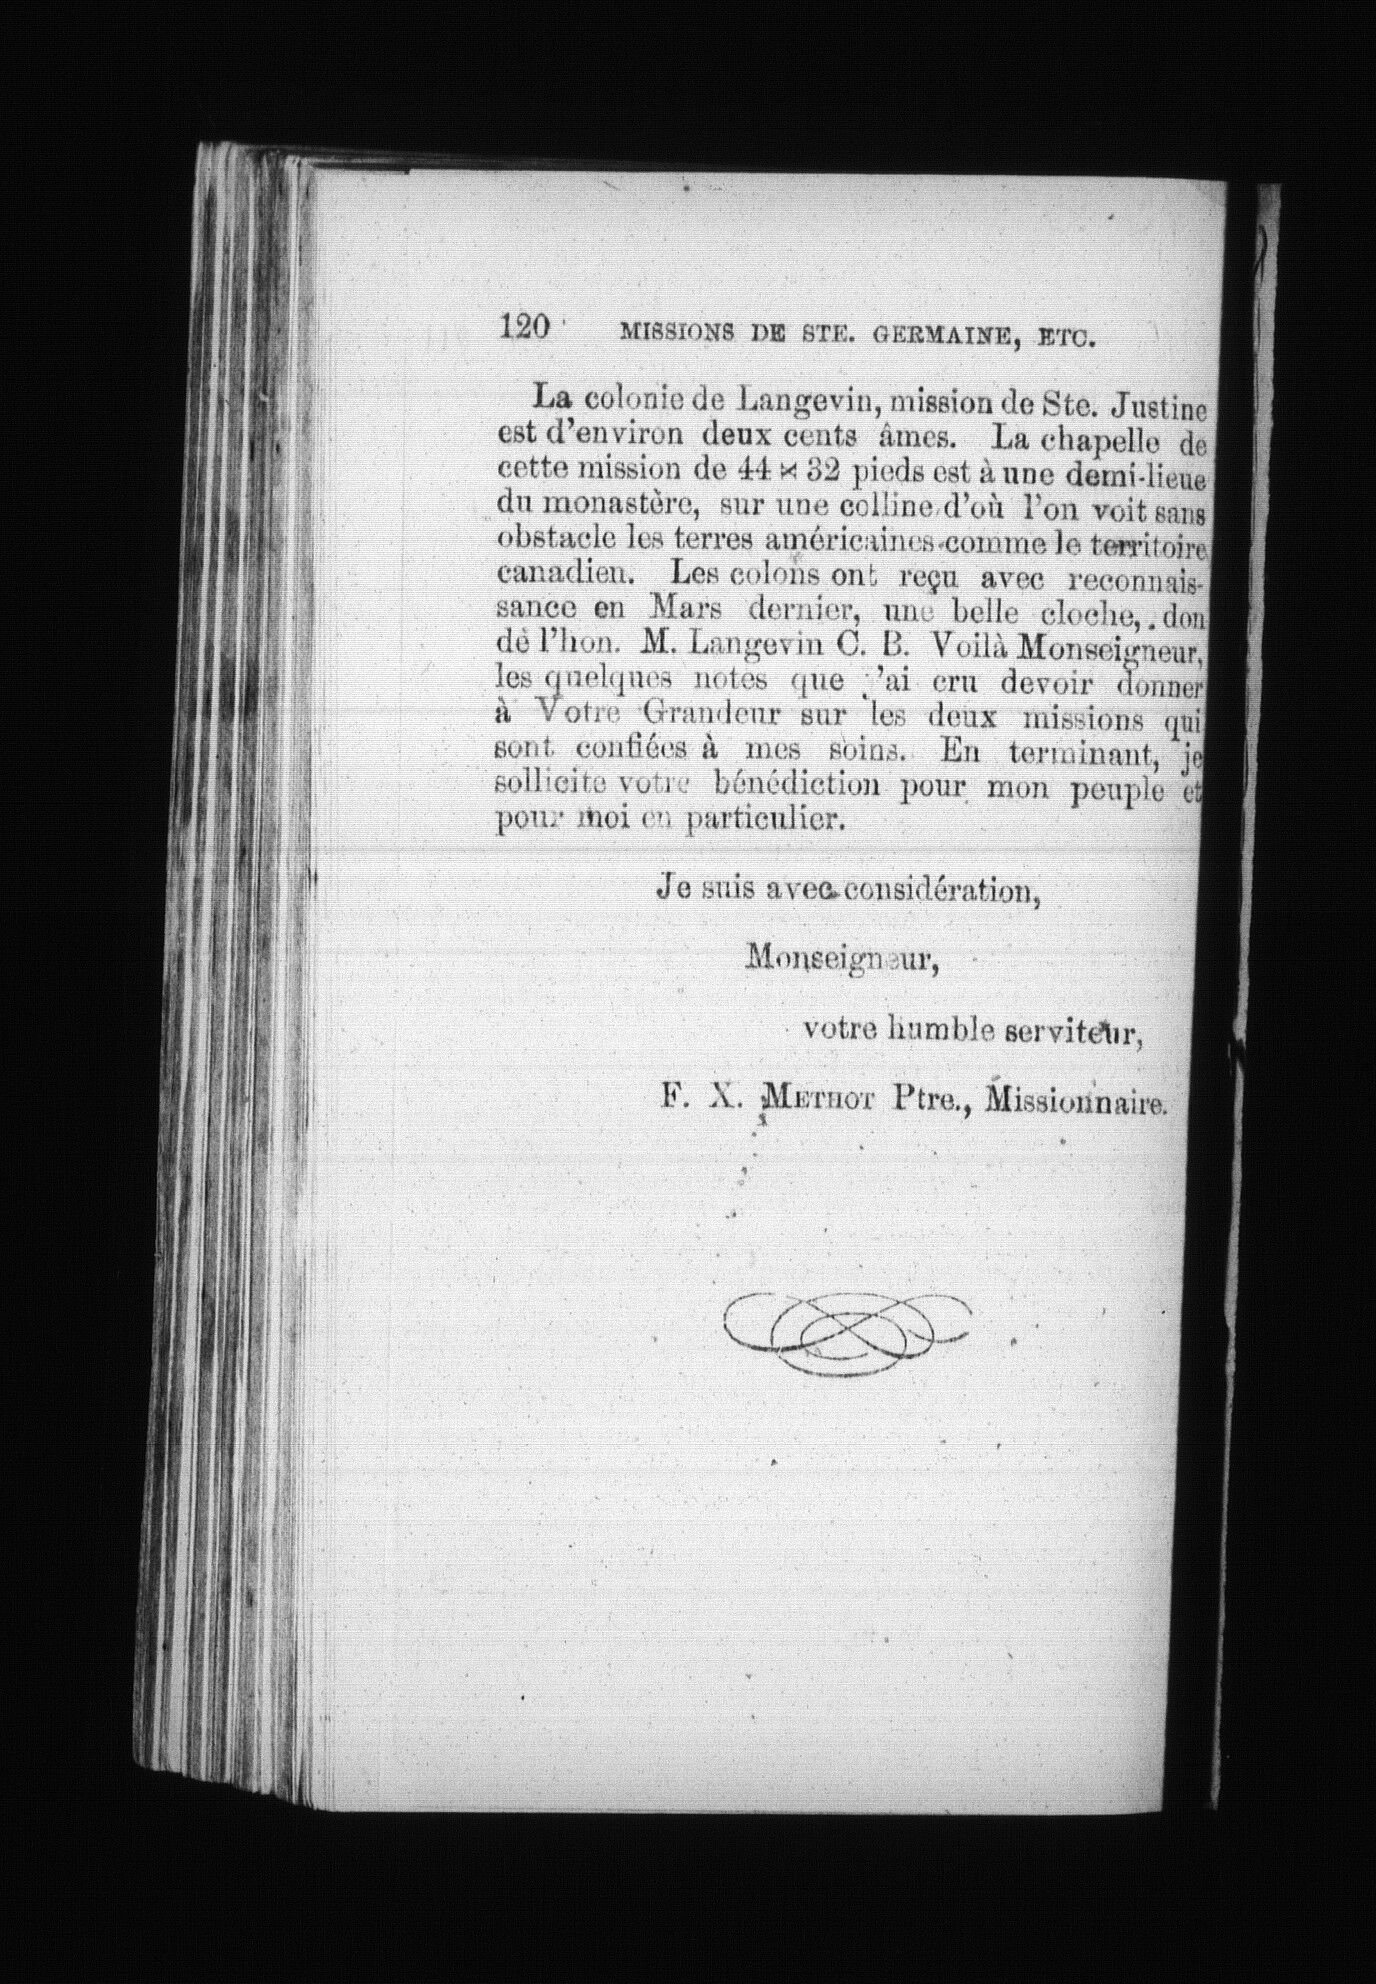 120 MISSIONS DE STE. GERMAINE, ETC.
La colonie de Langevin, mission de Ste. Justine
est d'environ deux cents âmes. La chapelle de
cette mission de 44 × 32 pieds est à une demi-lieue
du monastère, sur une colline d'où l'on voit sans
obstacle les terres américaines comme le territoire
canadien. Les colons ont reçu avec reconnais-
sance en Mars dernier, une belle cloche, don
de l'hon. M. Langevin C. B. Voilà Monseigneur,
les quelques notes que j'ai cru devoir donner
à Votre Grandeur sur les deux missions qui
sont confiées à mes soins. En terminant, je
sollicite votre bénédiction pour mon peuple et
pour moi en particulier.
Je suis avec considération,
Monseigneur,
votre humble serviteur,
F. X. METHOT Ptre., Missionnaire.